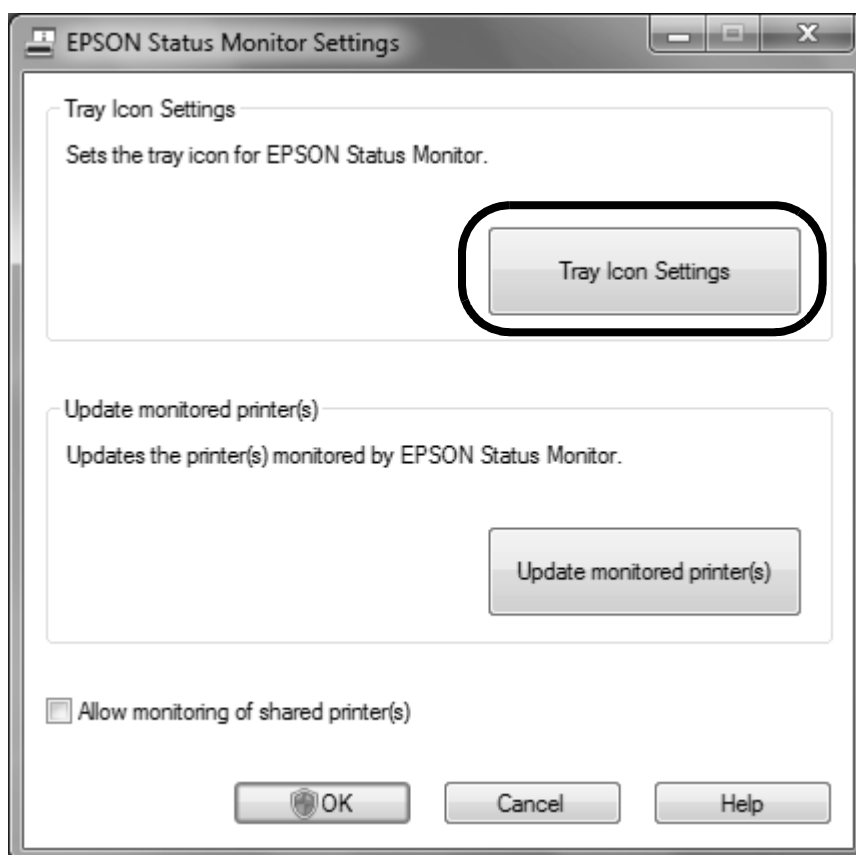 EPSON Status Monitor Settings
Tray Icon Settings
Sets the tray icon for EPSON Status Monitor.
Tray Icon Settings
Update monitored printer(s)
Updates the printer(s) monitored by EPSON Status Monitor.
Update monitored printer(s)
Allow monitoring of shared printer(s)
OK Cancel Help